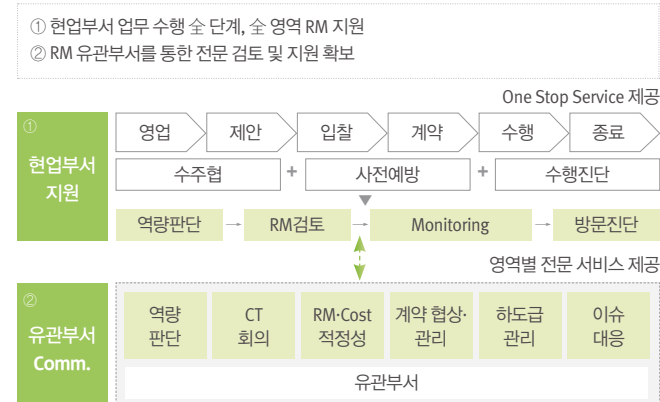 ① 현업부서 업무 수행 全 단계, 全 영역 RM 지원
② RM 유관부서를 통한 전문 검토 및 지원 확보
One Stop Service 제공
①
현업부서
지원
영업 제안 입찰 계약 수행 종료
수주협 + 사전예방 + 수행진단
역량판단 → RM검토 → Monitoring → 방문진단
영역별 전문 서비스 제공
②
유관부서
Comm.
역량
판단
CT
회의
RM·Cost
적정성
계약 협상·
관리
하도급
관리
이슈
대응
유관부서